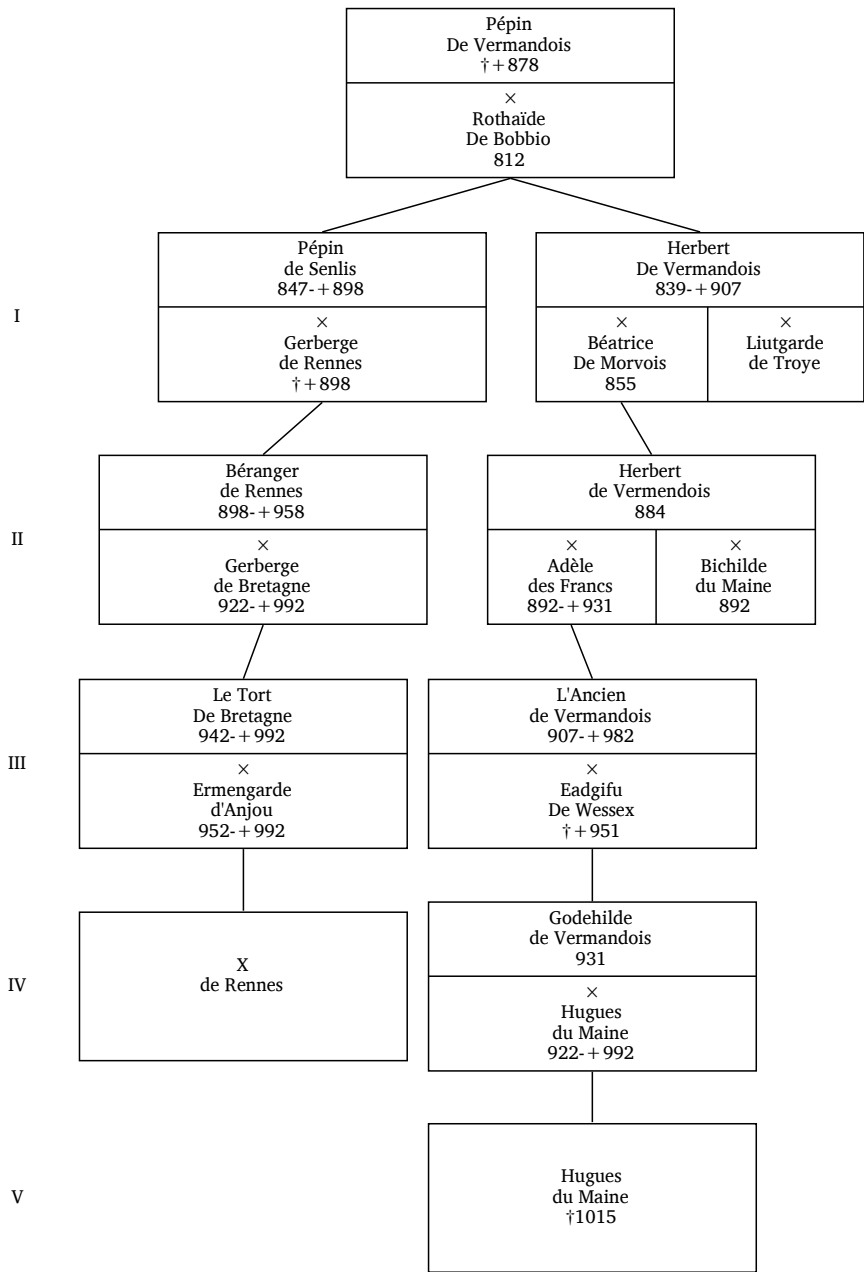 Pépin
De Vermandois
†+878
×
Rothaïde
De Bobbio
812
I
Pépin
de Senlis
847-+898
×
Gerberge
de Rennes
†+898
Herbert
De Vermandois
839-+907
×
Béatrice
De Morvois
855
×
Liutgarde
de Troye
II
Béranger
de Rennes
898-+958
×
Gerberge
de Bretagne
922-+992
Herbert
de Vermendois
884
×
Adèle
des Francs
892-+931
×
Bichilde
du Maine
892
III
Le Tort
De Bretagne
942-+992
×
Ermengarde
d'Anjou
952-+992
L'Ancien
de Vermandois
907-+982
×
Eadgifu
De Wessex
†+951
IV
X
de Rennes
Godehilde
de Vermandois
931
×
Hugues
du Maine
922-+992
V
Hugues
du Maine
†1015